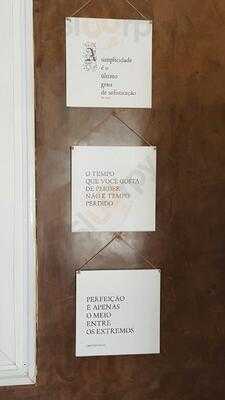 A simplicidade
é o
último
grau
de sofisticação
O TEMPO
QUE VOCÊ GOSTA
DE PERDER
NÃO É TEMPO
PERDIDO
PERFEIÇÃO
É APENAS
O MEIO
ENTRE
OS EXTREMOS